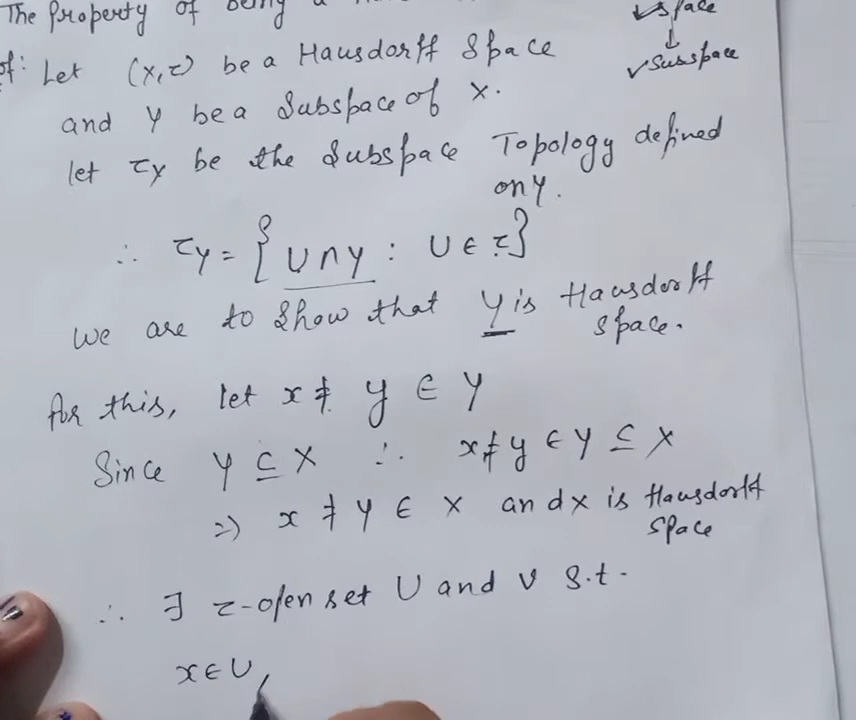 The Property of being a
Space
↓
✓ Subspace
of: Let (X,τ) be a Hausdorff Space
and Y be a Subspace of X.
let τy be the Subspace Topology defined
on Y.
∴ τy = { U∩Y : U ∈ τ }
we are to show that Y is Hausdorff
Space.
for this, let x ≠ y ∈ Y
Since Y ⊆ X ∴ x ≠ y ∈ Y ⊆ X
=> x ≠ y ∈ X and X is Hausdorff
Space
∴ ∃ τ-open set U and V s.t.
x ∈ U,